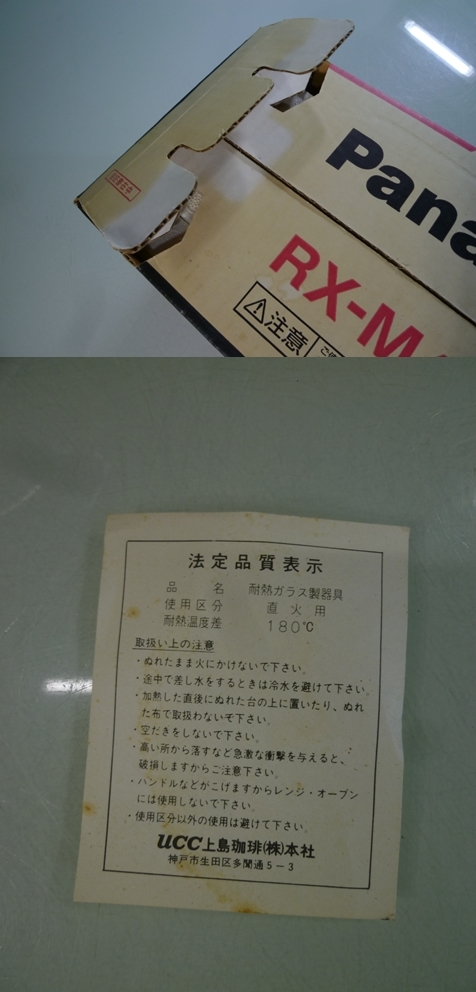 Pana
RX-M
注意
ご使
法定品質表示
品名 耐熱ガラス製器具
使用区分 直火用
耐熱温度差 180℃
取扱い上の注意
・ぬれたまま火にかけないで下さい。
・途中で差し水をするときは冷水を避けて下さい。
・加熱した直後にぬれた台の上に置いたり、ぬれ
た布で取扱わないで下さい。
・空だきをしないで下さい。
・高い所から落すなど急激な衝撃を与えると、
破損しますからご注意下さい。
・ハンドルなどがこげますからレンジ・オーブン
には使用しないで下さい。
・使用区分以外の使用は避けて下さい。
UCC上島珈琲(株)本社
神戸市生田区多聞通5-3